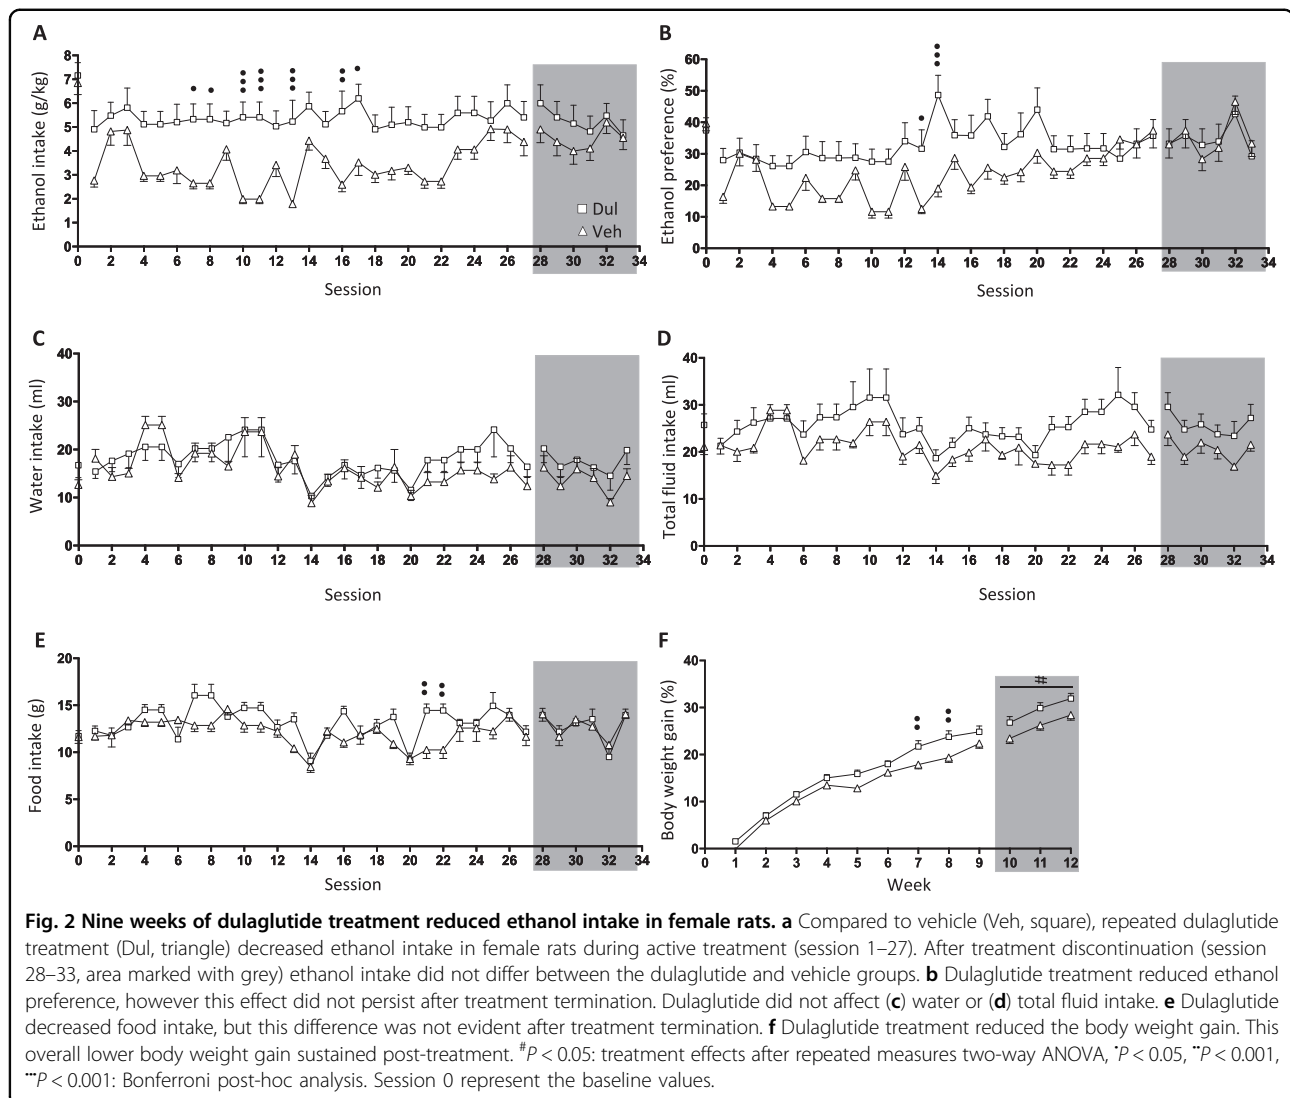 A
B
Ethanol intake (g/kg)
8
7
6
5
4
3
2
1
0
0 2 4 6 8 10 12 14 16 18 20 22 24 26 28 30 32 34
Session
Dul
Veh
Ethanol preference (%)
60
50
40
30
20
10
0
0 2 4 6 8 10 12 14 16 18 20 22 24 26 28 30 32 34
Session
C
D
Water intake (ml)
40
30
20
10
0
0 2 4 6 8 10 12 14 16 18 20 22 24 26 28 30 32 34
Session
Total fluid intake (ml)
40
30
20
10
0
0 2 4 6 8 10 12 14 16 18 20 22 24 26 28 30 32 34
Session
E
F
Food intake (g)
20
15
10
5
0
0 2 4 6 8 10 12 14 16 18 20 22 24 26 28 30 32 34
Session
Body weight gain (%)
40
30
20
10
0
#
0 1 2 3 4 5 6 7 8 9 10 11 12
Week
Fig. 2 Nine weeks of dulaglutide treatment reduced ethanol intake in female rats. a Compared to vehicle (Veh, square), repeated dulaglutide
treatment (Dul, triangle) decreased ethanol intake in female rats during active treatment (session 1–27). After treatment discontinuation (session
28–33, area marked with grey) ethanol intake did not differ between the dulaglutide and vehicle groups. b Dulaglutide treatment reduced ethanol
preference, however this effect did not persist after treatment termination. Dulaglutide did not affect (c) water or (d) total fluid intake. e Dulaglutide
decreased food intake, but this difference was not evident after treatment termination. f Dulaglutide treatment reduced the body weight gain. This
overall lower body weight gain sustained post-treatment. #P < 0.05: treatment effects after repeated measures two-way ANOVA, •P < 0.05, ••P < 0.001,
•••P < 0.001: Bonferroni post-hoc analysis. Session 0 represent the baseline values.